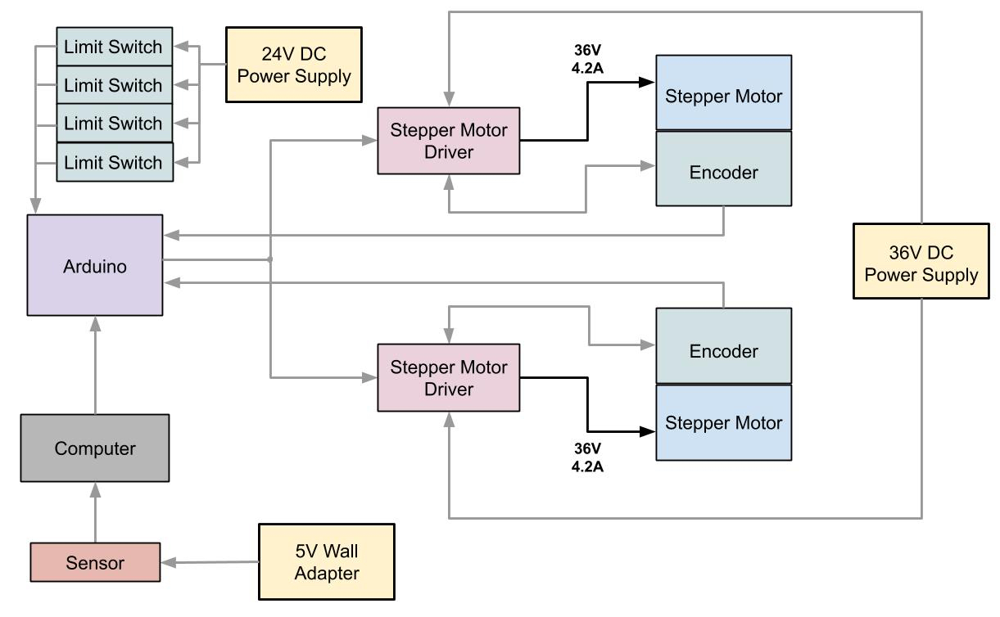 Limit Switch
Limit Switch
Limit Switch
Limit Switch
24V DC
Power Supply
36V
4.2A
Stepper Motor
Stepper Motor
Driver
Encoder
Arduino
36V DC
Power Supply
Encoder
Stepper Motor
Driver
Stepper Motor
36V
4.2A
Computer
Sensor
5V Wall
Adapter